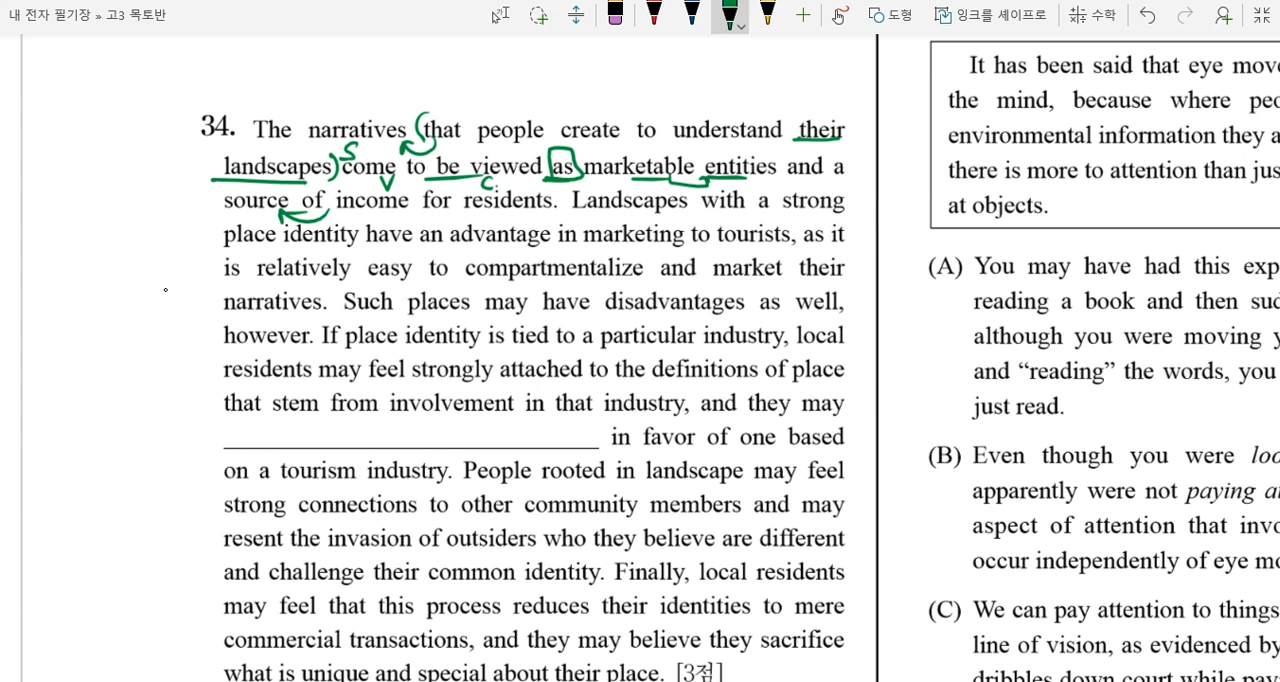 내 전자 필기장 » 고3 목토반
도형
잉크를 셰이프로
수학
34. The narratives that people create to understand their
landscapes come to be viewed as marketable entities and a
source of income for residents. Landscapes with a strong
place identity have an advantage in marketing to tourists, as it
is relatively easy to compartmentalize and market their
narratives. Such places may have disadvantages as well,
however. If place identity is tied to a particular industry, local
residents may feel strongly attached to the definitions of place
that stem from involvement in that industry, and they may
in favor of one based
on a tourism industry. People rooted in landscape may feel
strong connections to other community members and may
resent the invasion of outsiders who they believe are different
and challenge their common identity. Finally, local residents
may feel that this process reduces their identities to mere
commercial transactions, and they may believe they sacrifice
what is unique and special about their place. [3점]
S
V
C
It has been said that eye mov
the mind, because where
environmental information they a
there is more to attention than
at objects.
(A) You may have had this
reading a book and then
although you were moving
and “reading” the words, you
just read.
(B) Even though you were
apparently were not paying
aspect of attention that
occur independently of eye
(C) We can pay attention to things
line of vision, as evidenced by
dribbles down court while